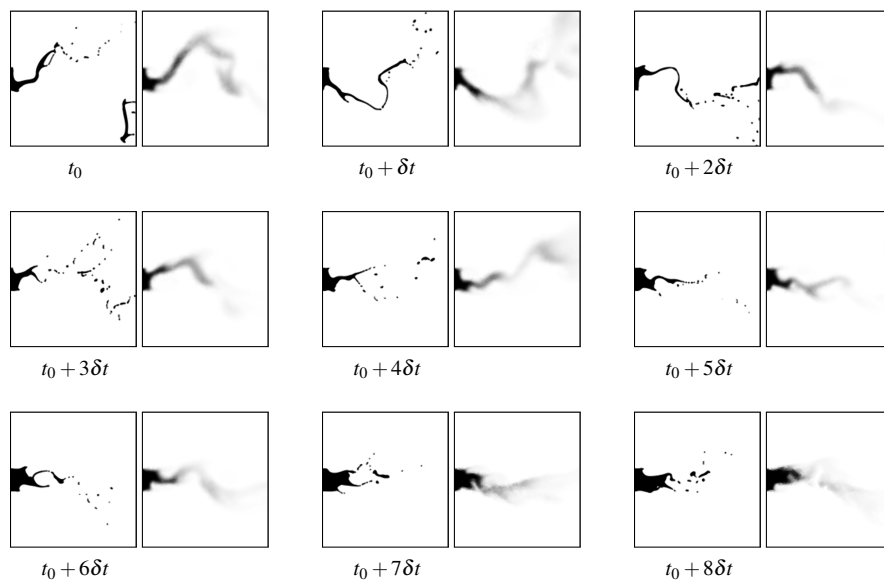 t₀
t₀ + δt
t₀ + 2δt
t₀ + 3δt
t₀ + 4δt
t₀ + 5δt
t₀ + 6δt
t₀ + 7δt
t₀ + 8δt